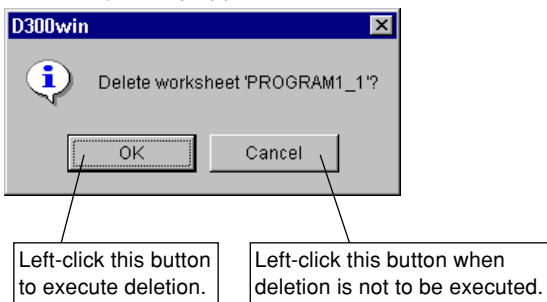 D300win
Delete worksheet 'PROGRAM1_1'?
OK
Cancel
Left-click this button
to execute deletion.
Left-click this button when
deletion is not to be executed.